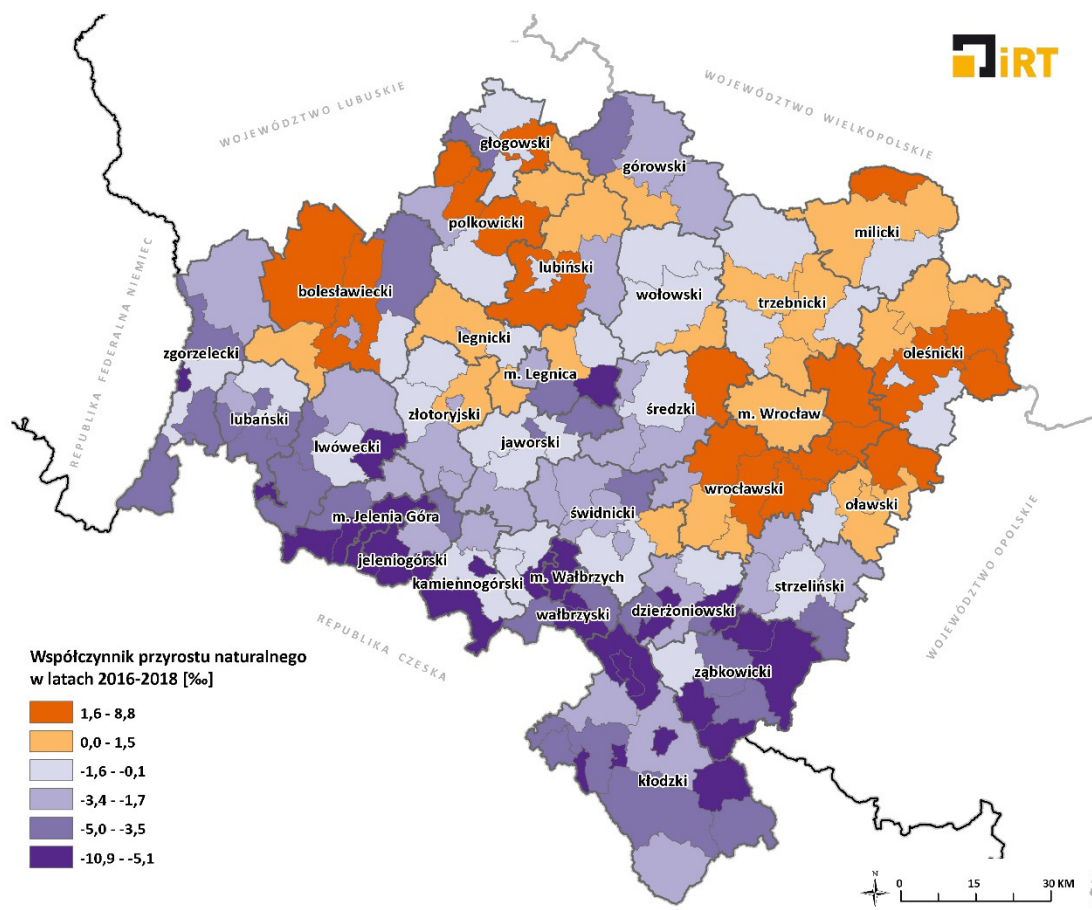 iRT
WOJEWÓDZTWO LUBUSKIE
WOJEWÓDZTWO WIELKOPOLSKIE
głogowski
górowski
polkowicki
milicki
lubiński
bolesławiecki
wołowski
trzebnicki
legnicki
zgorzelecki
oleśnicki
m. Legnica
REPUBLIKA FEDERALNA NIEMIEC
złotoryjski
średzki
m. Wrocław
lubański
lwówecki
jaworski
wrocławski
oławski
m. Jelenia Góra
świdnicki
jeleniogórski
kamiennogórski
m. Wałbrzych
strzeliński
wałbrzyski
dzierżoniowski
WOJEWÓDZTWO OPOLSKIE
REPUBLIKA CZESKA
ząbkowicki
kłodzki
Współczynnik przyrostu naturalnego
w latach 2016-2018 [‰]
1,6 - 8,8
0,0 - 1,5
-1,6 - -0,1
-3,4 - -1,7
-5,0 - -3,5
-10,9 - -5,1
N
0 15 30 KM